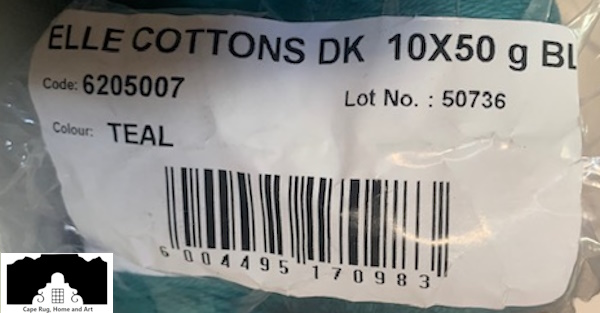 ELLE COTTONS DK 10X50 g BL
Code: 6205007
Lot No. : 50736
Colour: TEAL
6 004495 170983
Cape Rug, Home and Art